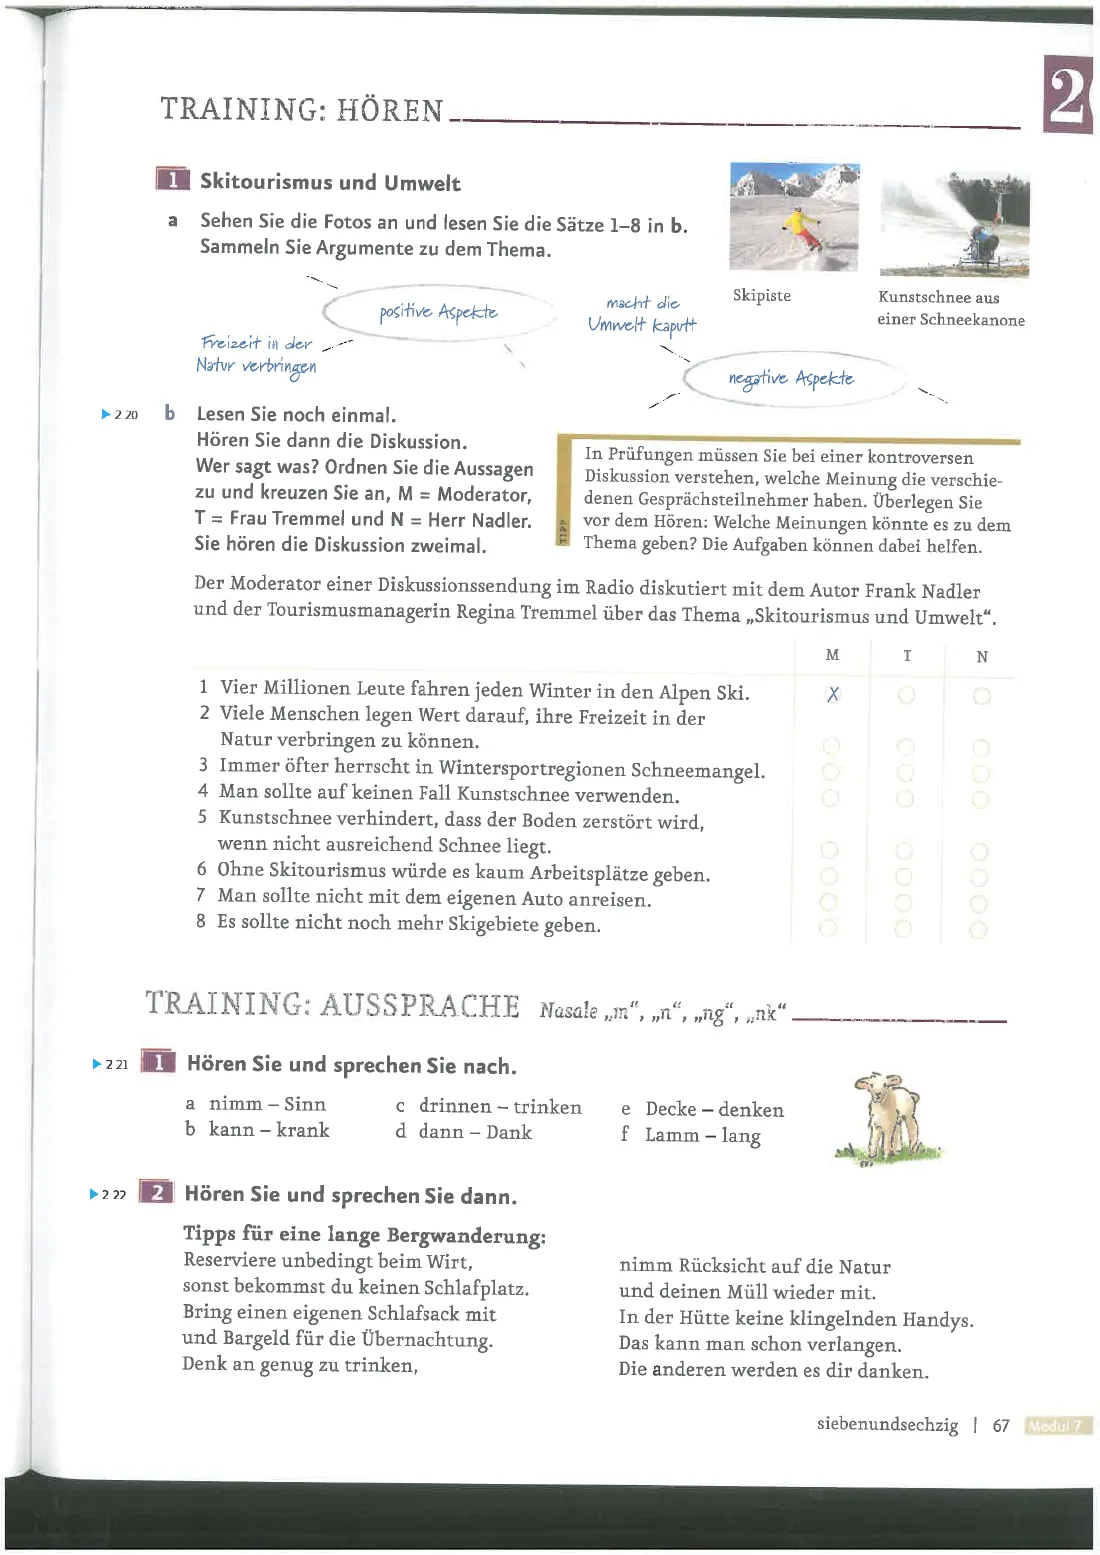 2
TRAINING: HÖREN
1 Skitourismus und Umwelt
a Sehen Sie die Fotos an und lesen Sie die Sätze 1–8 in b.
Sammeln Sie Argumente zu dem Thema.
Skipiste
Kunstschnee aus
einer Schneekanone
positive Aspekte
Freizeit in der
Natur verbringen
macht die
Umwelt kaputt
negative Aspekte
2 20 b Lesen Sie noch einmal.
Hören Sie dann die Diskussion.
Wer sagt was? Ordnen Sie die Aussagen
zu und kreuzen Sie an, M = Moderator,
T = Frau Tremmel und N = Herr Nadler.
Sie hören die Diskussion zweimal.
TIPP
In Prüfungen müssen Sie bei einer kontroversen
Diskussion verstehen, welche Meinung die verschie-
denen Gesprächsteilnehmer haben. Überlegen Sie
vor dem Hören: Welche Meinungen könnte es zu dem
Thema geben? Die Aufgaben können dabei helfen.
Der Moderator einer Diskussionssendung im Radio diskutiert mit dem Autor Frank Nadler
und der Tourismusmanagerin Regina Tremmel über das Thema „Skitourismus und Umwelt“.
M T N
1 Vier Millionen Leute fahren jeden Winter in den Alpen Ski. X
2 Viele Menschen legen Wert darauf, ihre Freizeit in der
Natur verbringen zu können.
3 Immer öfter herrscht in Wintersportregionen Schneemangel.
4 Man sollte auf keinen Fall Kunstschnee verwenden.
5 Kunstschnee verhindert, dass der Boden zerstört wird,
wenn nicht ausreichend Schnee liegt.
6 Ohne Skitourismus würde es kaum Arbeitsplätze geben.
7 Man sollte nicht mit dem eigenen Auto anreisen.
8 Es sollte nicht noch mehr Skigebiete geben.
TRAINING: AUSSPRACHE Nasale „m“, „n“, „ng“, „nk“
2 21 1 Hören Sie und sprechen Sie nach.
a nimm – Sinn
b kann – krank
c drinnen – trinken
d dann – Dank
e Decke – denken
f Lamm – lang
2 22 2 Hören Sie und sprechen Sie dann.
Tipps für eine lange Bergwanderung:
Reserviere unbedingt beim Wirt,
sonst bekommst du keinen Schlafplatz.
Bring einen eigenen Schlafsack mit
und Bargeld für die Übernachtung.
Denk an genug zu trinken,
nimm Rücksicht auf die Natur
und deinen Müll wieder mit.
In der Hütte keine klingelnden Handys.
Das kann man schon verlangen.
Die anderen werden es dir danken.
siebenundsechzig | 67 Modul 7